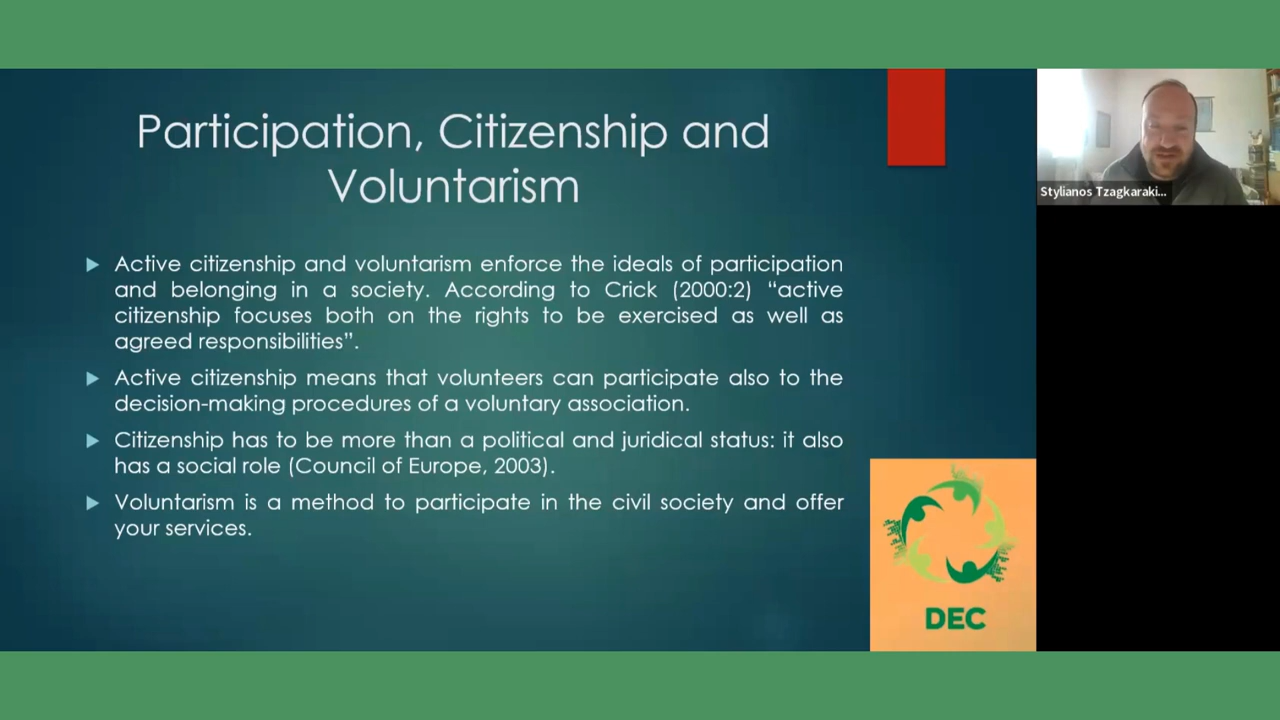 Participation, Citizenship and
Voluntarism
Active citizenship and voluntarism enforce the ideals of participation
and belonging in a society. According to Crick (2000:2) “active
citizenship focuses both on the rights to be exercised as well as
agreed responsibilities”.
Active citizenship means that volunteers can participate also to the
decision-making procedures of a voluntary association.
Citizenship has to be more than a political and juridical status: it also
has a social role (Council of Europe, 2003).
Voluntarism is a method to participate in the civil society and offer
your services.
DEC
Stylianos Tzagkaraki...